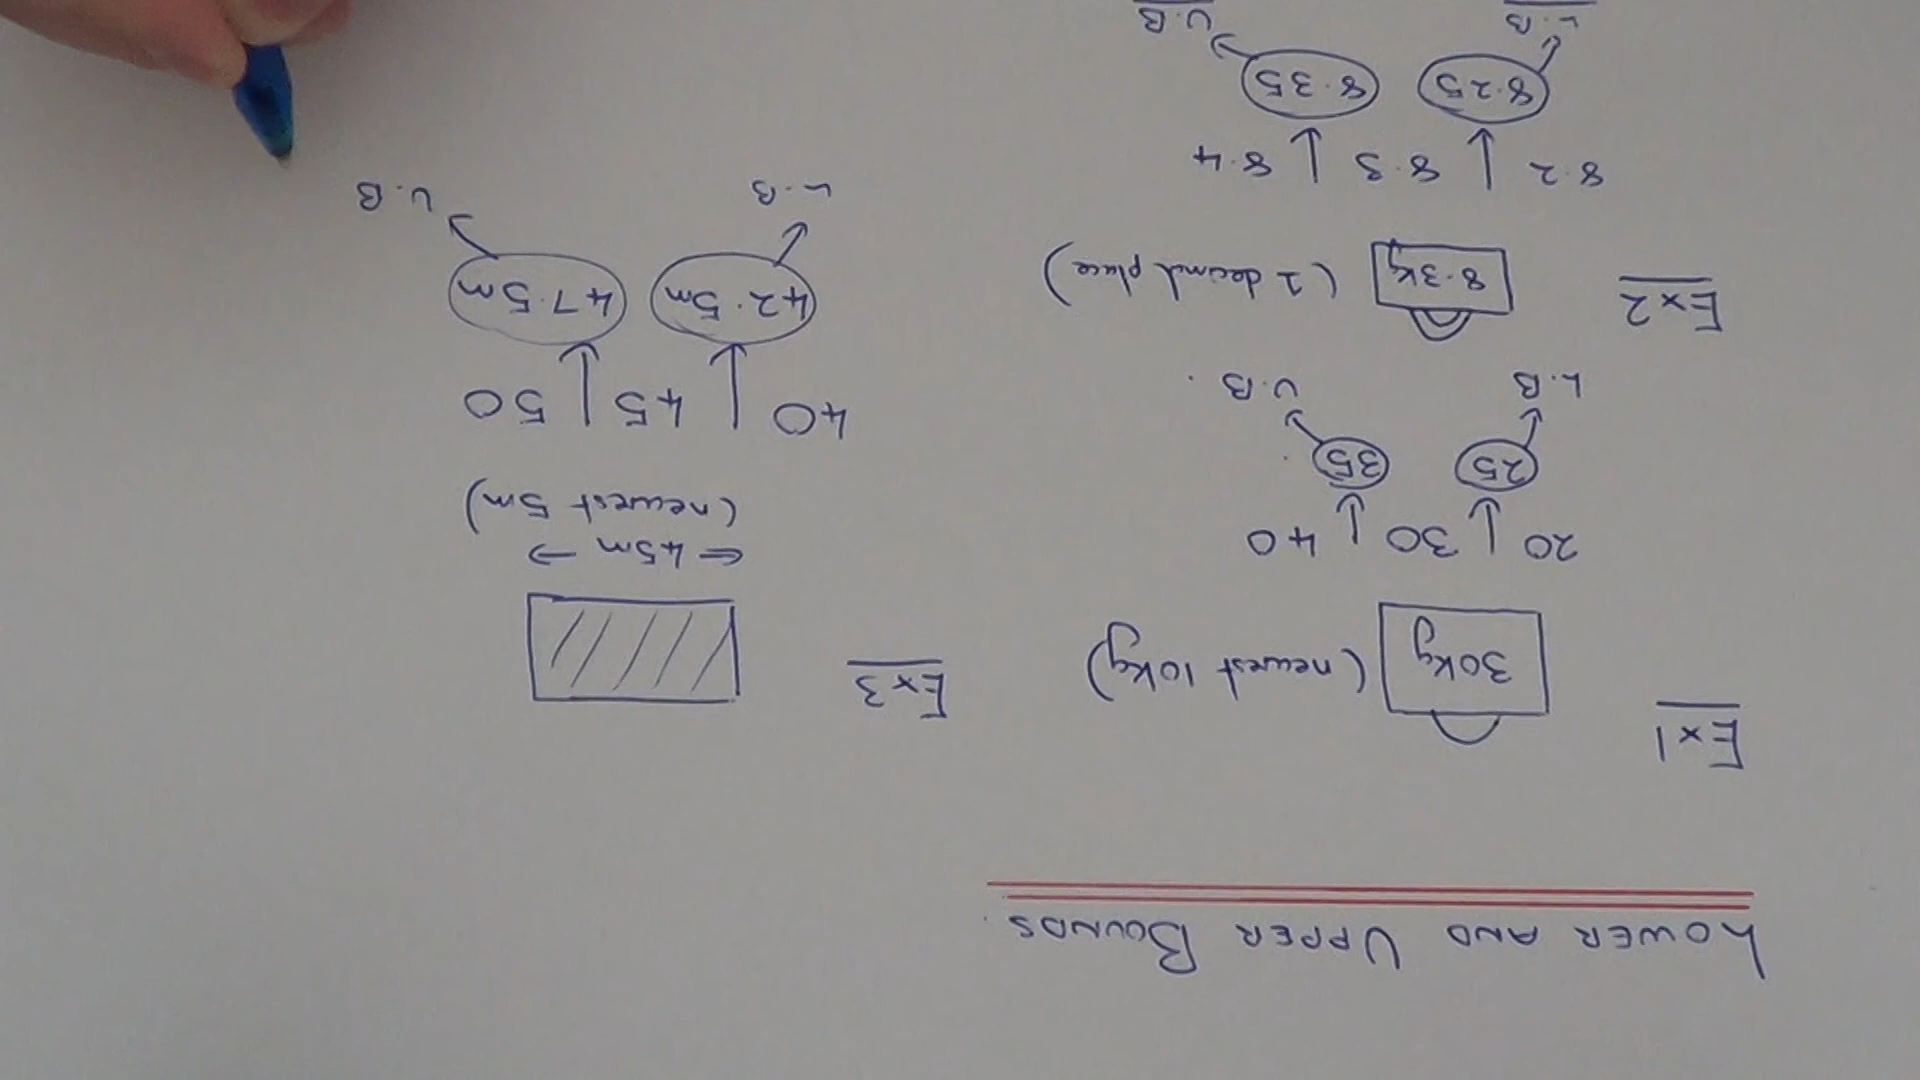 LOWER AND UPPER BOUNDS.
Ex1
30kg (nearest 10kg)
20 30 40
25 35
L.B U.B.
Ex2
8.3kg (1 decimal place)
8.2 8.3 8.4
8.25 8.35
L.B U.B
Ex3
← 45m →
(nearest 5m)
40 45 50
42.5m 47.5m
L.B U.B